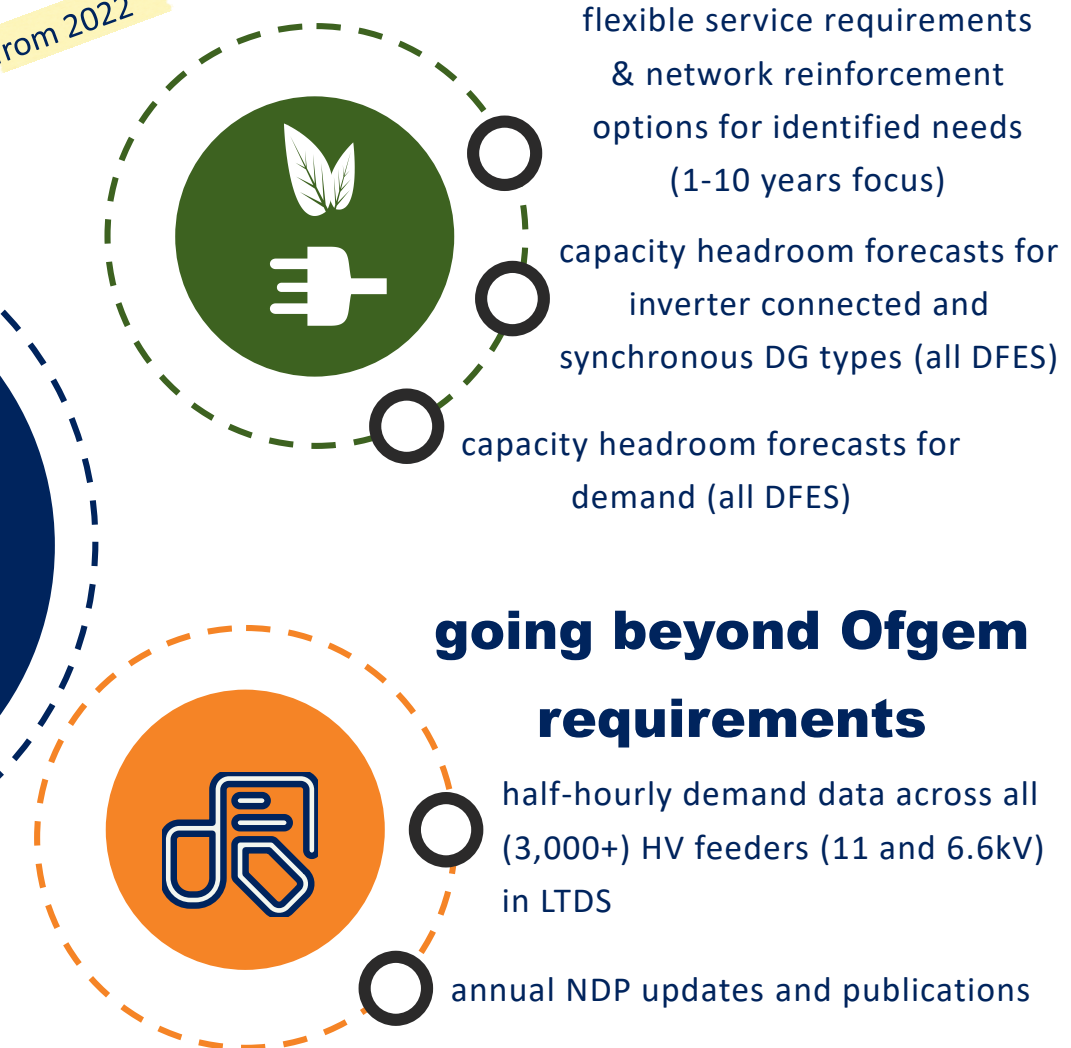 2022
flexible service requirements
& network reinforcement
options for identified needs
(1-10 years focus)
capacity headroom forecasts for
inverter connected and
synchronous DG types (all DFES)
capacity headroom forecasts for
demand (all DFES)
going beyond Ofgem
requirements
half-hourly demand data across all
(3,000+) HV feeders (11 and 6.6kV)
in LTDS
annual NDP updates and publications